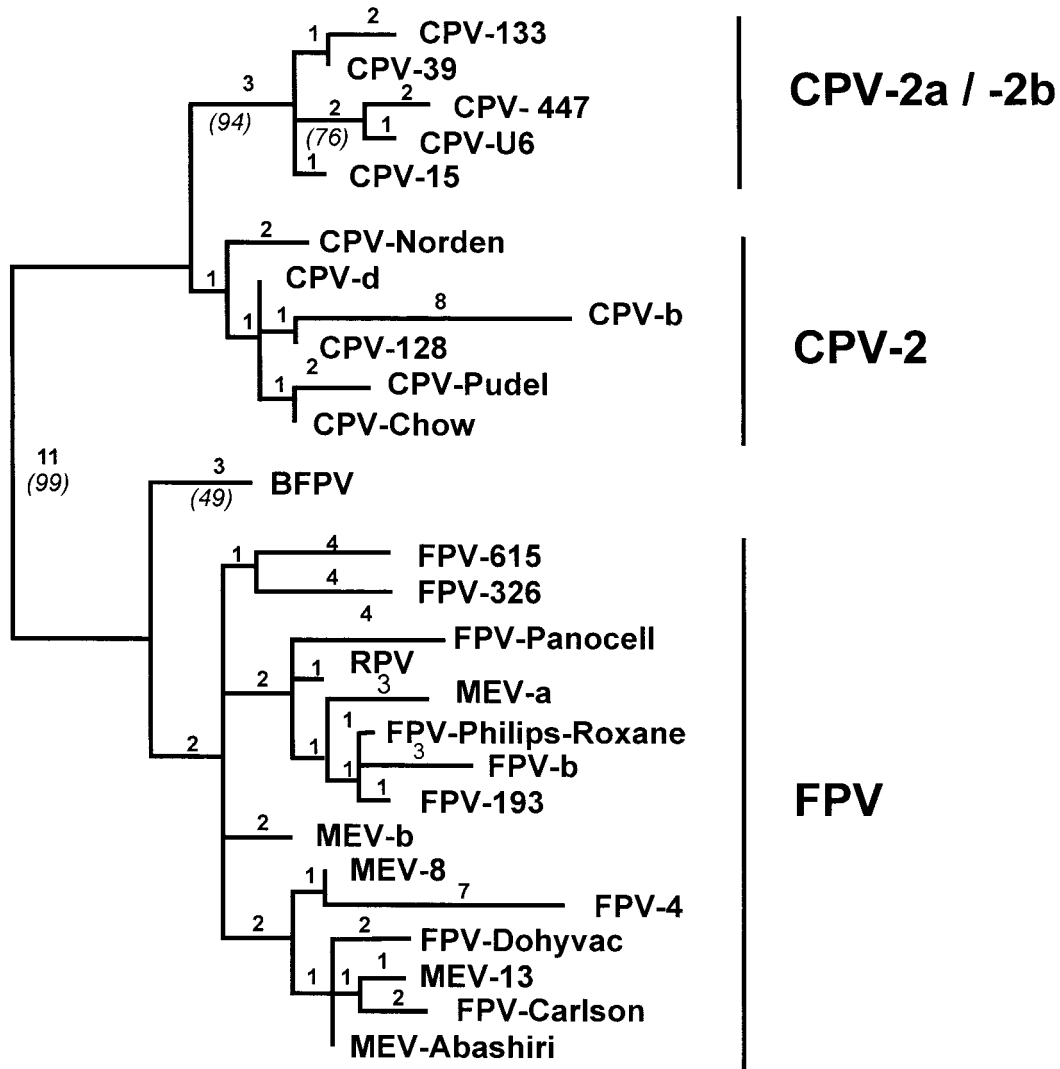 2
1
CPV-133
CPV-39
3
CPV-2a / -2b
2
2
CPV- 447
(94)
(76)
1
CPV-U6
1
CPV-15
2
CPV-Norden
1
CPV-d
8
1
1
CPV-b
CPV-128
CPV-2
2
1
CPV-Pudel
CPV-Chow
11
(99)
3
(49)
BFPV
1
4
FPV-615
4
FPV-326
4
FPV-Panocell
RPV
2
1
3
MEV-a
1
FPV-Philips-Roxane
2
1
3
1
FPV-b
1
FPV-193
FPV
2
MEV-b
1
MEV-8
7
FPV-4
2
2
FPV-Dohyvac
1
1
1
MEV-13
2
FPV-Carlson
MEV-Abashiri